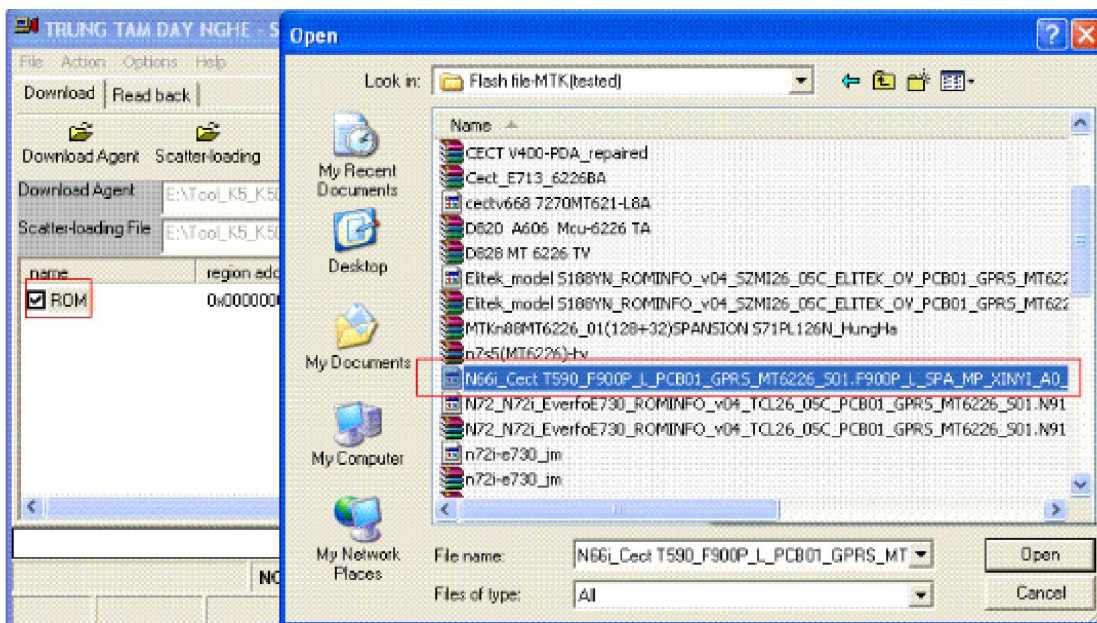 TRUNG TAM DAY NGHE - S
File Action Options Help
Download Read back
Download Agent Scatter-loading
Download Agent E:\Tool_K5_K50
Scatter-loading File E:\Tool_K5_K50
name region add
ROM 0x0000000
NO
Open
Look in: Flash file-MTK(tested)
My Recent Documents
Desktop
My Documents
My Computer
My Network Places
Name
CECT V400-PDA_repaired
Cect_E713_6226BA
cectv668 7270MT621-L8A
D820 A606 Mcu-6226 TA
D828 MT 6226 TV
Elitek_model S188YN_ROMINFO_v04_SZMI26_05C_ELITEK_OV_PCB01_GPRS_MT622
Elitek_model S188YN_ROMINFO_v04_SZMI26_05C_ELITEK_OV_PCB01_GPRS_MT622
MTKn88MT6226_01(128+32)SPANSION S71PL126N_HungHa
n7s5(MT6226)-tv
N66i_Cect T590_F900P_L_PCB01_GPRS_MT6226_S01.F900P_L_SPA_MP_XINYI_A0_
N72_N72i_EverfoE730_ROMINFO_v04_TCL26_05C_PCB01_GPRS_MT6226_S01.N91
N72_N72i_EverfoE730_ROMINFO_v04_TCL26_05C_PCB01_GPRS_MT6226_S01.N91
n72i-e730_jm
n72i-e730_jm
File name: N66i_Cect T590_F900P_L_PCB01_GPRS_MT Open
Files of type: All Cancel